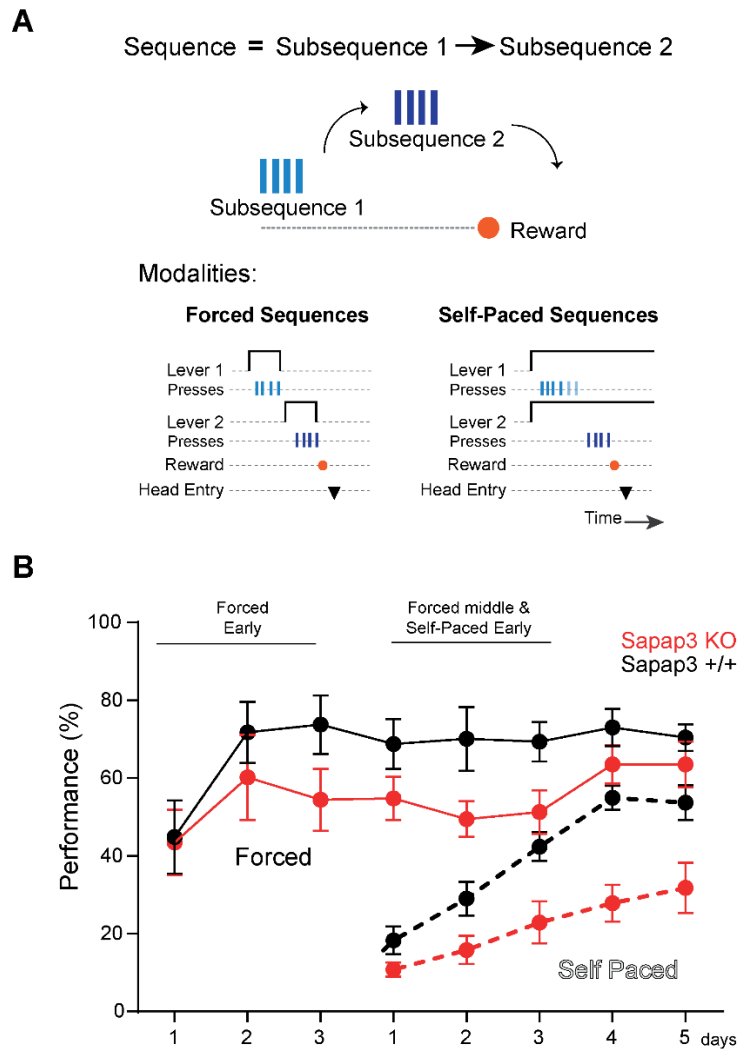 A
Sequence = Subsequence 1 → Subsequence 2
Subsequence 2
Subsequence 1
Reward
Modalities:
Forced Sequences
Lever 1
Presses
Lever 2
Presses
Reward
Head Entry
Self-Paced Sequences
Lever 1
Presses
Lever 2
Presses
Reward
Head Entry
Time
B
Forced
Early
Forced middle &
Self-Paced Early
Sapap3 KO
Sapap3 +/+
Performance (%)
100
80
60
40
20
0
Forced
Self Paced
1 2 3 1 2 3 4 5 days